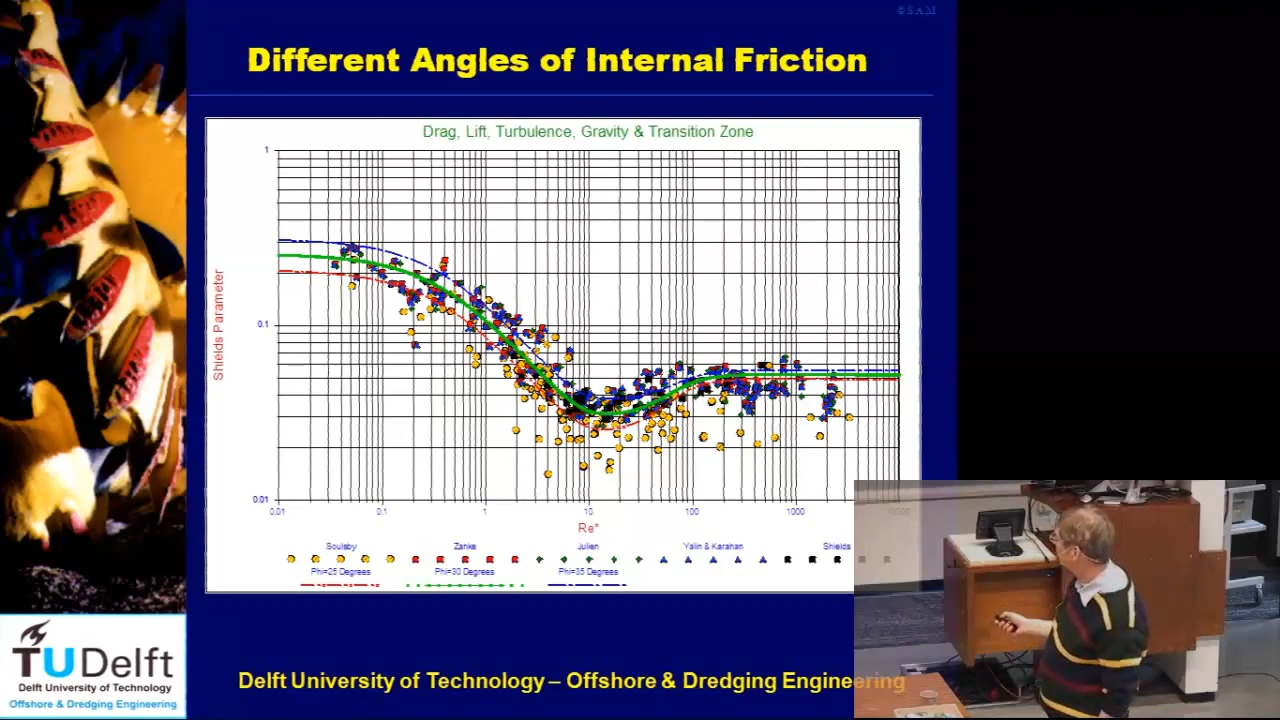 © S.A.M
Different Angles of Internal Friction
Drag, Lift, Turbulence, Gravity & Transition Zone
1
0.1
0.01
Shields Parameter
0.01 0.1 1 10 100 1000
Re*
Soulsby Zanke Julien Yalin & Karahan Shields
Phi=25 Degrees Phi=30 Degrees Phi=35 Degrees
TU Delft
Delft University of Technology
Offshore & Dredging Engineering
Delft University of Technology – Offshore & Dredging Engineering